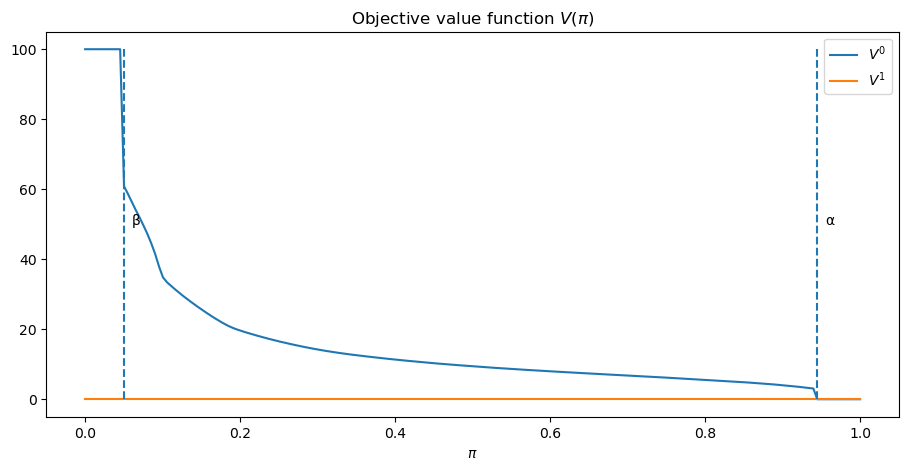 Objective value function V(π)
100
80
60
40
20
0
β
α
V⁰
V¹
0.0 0.2 0.4 0.6 0.8 1.0
π